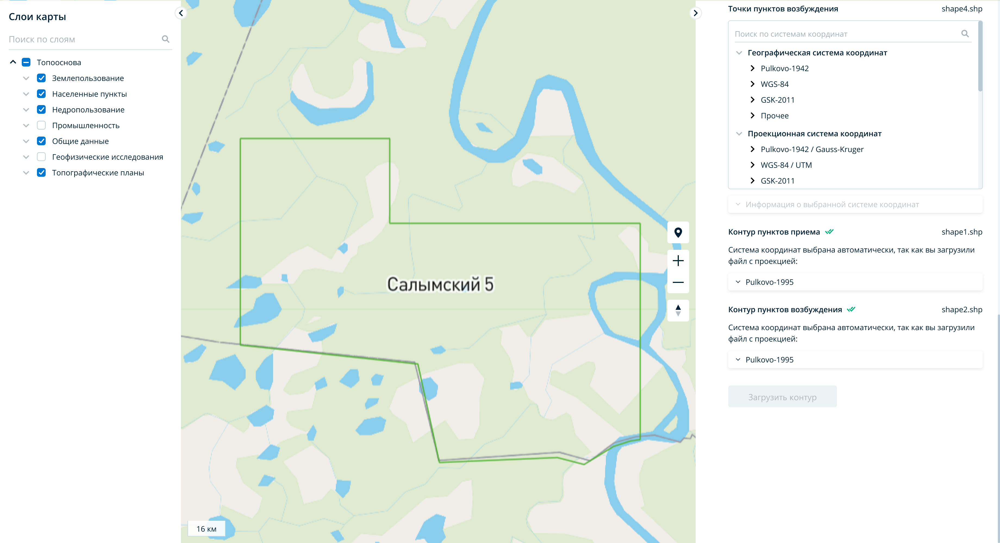 Слои карты
Поиск по слоям
Топооснова
Землепользование
Населенные пункты
Недропользование
Промышленность
Общие данные
Геофизические исследования
Топографические планы
Салымский 5
16 км
Точки пунктов возбуждения shape4.shp
Поиск по системам координат
Географическая система координат
Pulkovo-1942
WGS-84
GSK-2011
Прочее
Проекционная система координат
Pulkovo-1942 / Gauss-Kruger
WGS-84 / UTM
GSK-2011
Информация о выбранной системе координат
Контур пунктов приема shape1.shp
Система координат выбрана автоматически, так как вы загрузили
файл с проекцией:
Pulkovo-1995
Контур пунктов возбуждения shape2.shp
Система координат выбрана автоматически, так как вы загрузили
файл с проекцией:
Pulkovo-1995
Загрузить контур